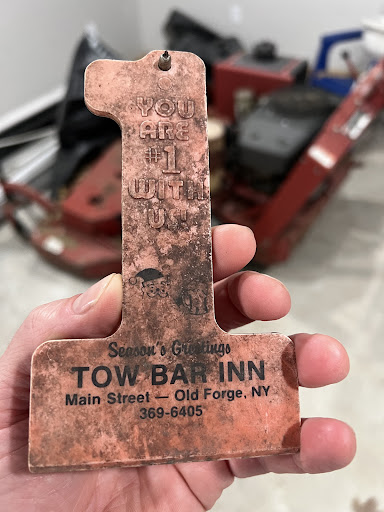 YOU
ARE
#1
WITH
US!
Season's Greetings
TOW BAR INN
Main Street — Old Forge, NY
369-6405